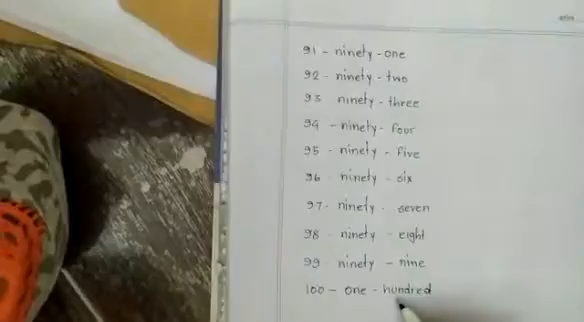 91 - ninety - one
92 - ninety - two
93 ninety - three
94 - ninety - four
95 - ninety - five
96 - ninety - six
97 - ninety - seven
98 ninety - eight
99 ninety - nine
100 - one - hundred